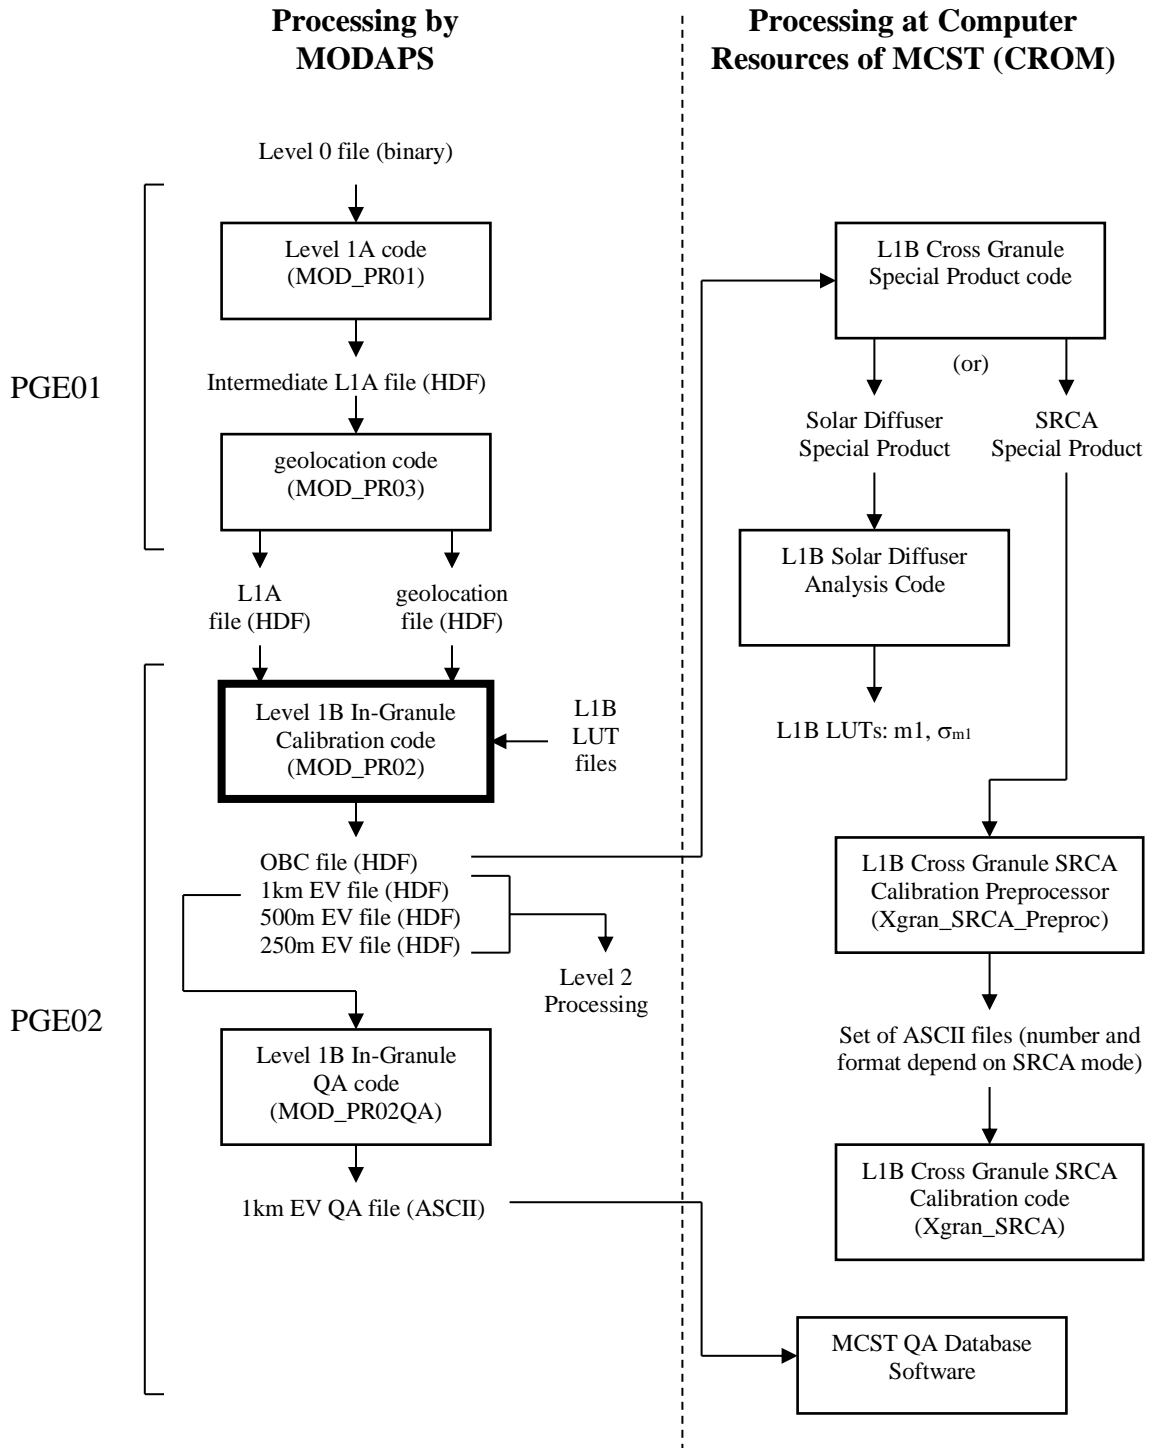 Processing by
MODAPS
Level 0 file (binary)
PGE01
Level 1A code
(MOD_PR01)
Intermediate L1A file (HDF)
geolocation code
(MOD_PR03)
L1A
file (HDF)
geolocation
file (HDF)
PGE02
Level 1B In-Granule
Calibration code
(MOD_PR02)
L1B
LUT
files
OBC file (HDF)
1km EV file (HDF)
500m EV file (HDF)
250m EV file (HDF)
Level 2
Processing
Level 1B In-Granule
QA code
(MOD_PR02QA)
1km EV QA file (ASCII)
Processing at Computer
Resources of MCST (CROM)
L1B Cross Granule
Special Product code
(or)
Solar Diffuser
Special Product
SRCA
Special Product
L1B Solar Diffuser
Analysis Code
L1B LUTs: m1, σm1
L1B Cross Granule SRCA
Calibration Preprocessor
(Xgran_SRCA_Preproc)
Set of ASCII files (number and
format depend on SRCA mode)
L1B Cross Granule SRCA
Calibration code
(Xgran_SRCA)
MCST QA Database
Software